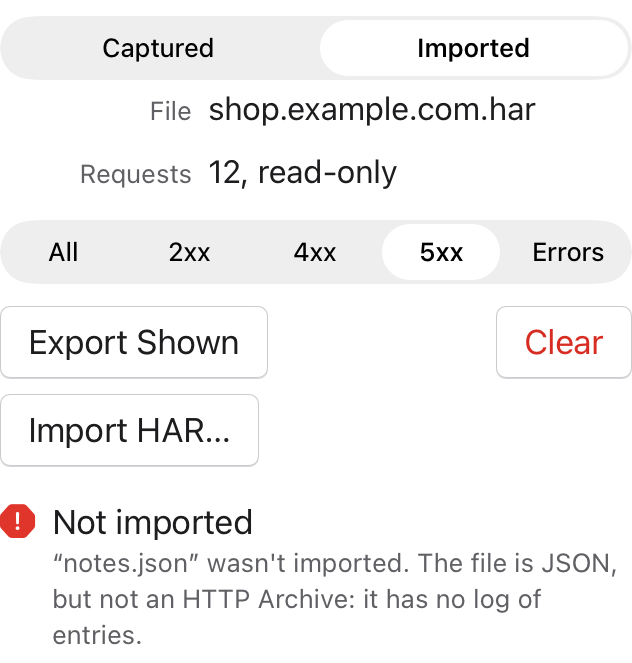 Captured Imported
File shop.example.com.har
Requests 12, read-only
All 2xx 4xx 5xx Errors
Export Shown Clear
Import HAR...
Not imported
“notes.json” wasn't imported. The file is JSON,
but not an HTTP Archive: it has no log of
entries.